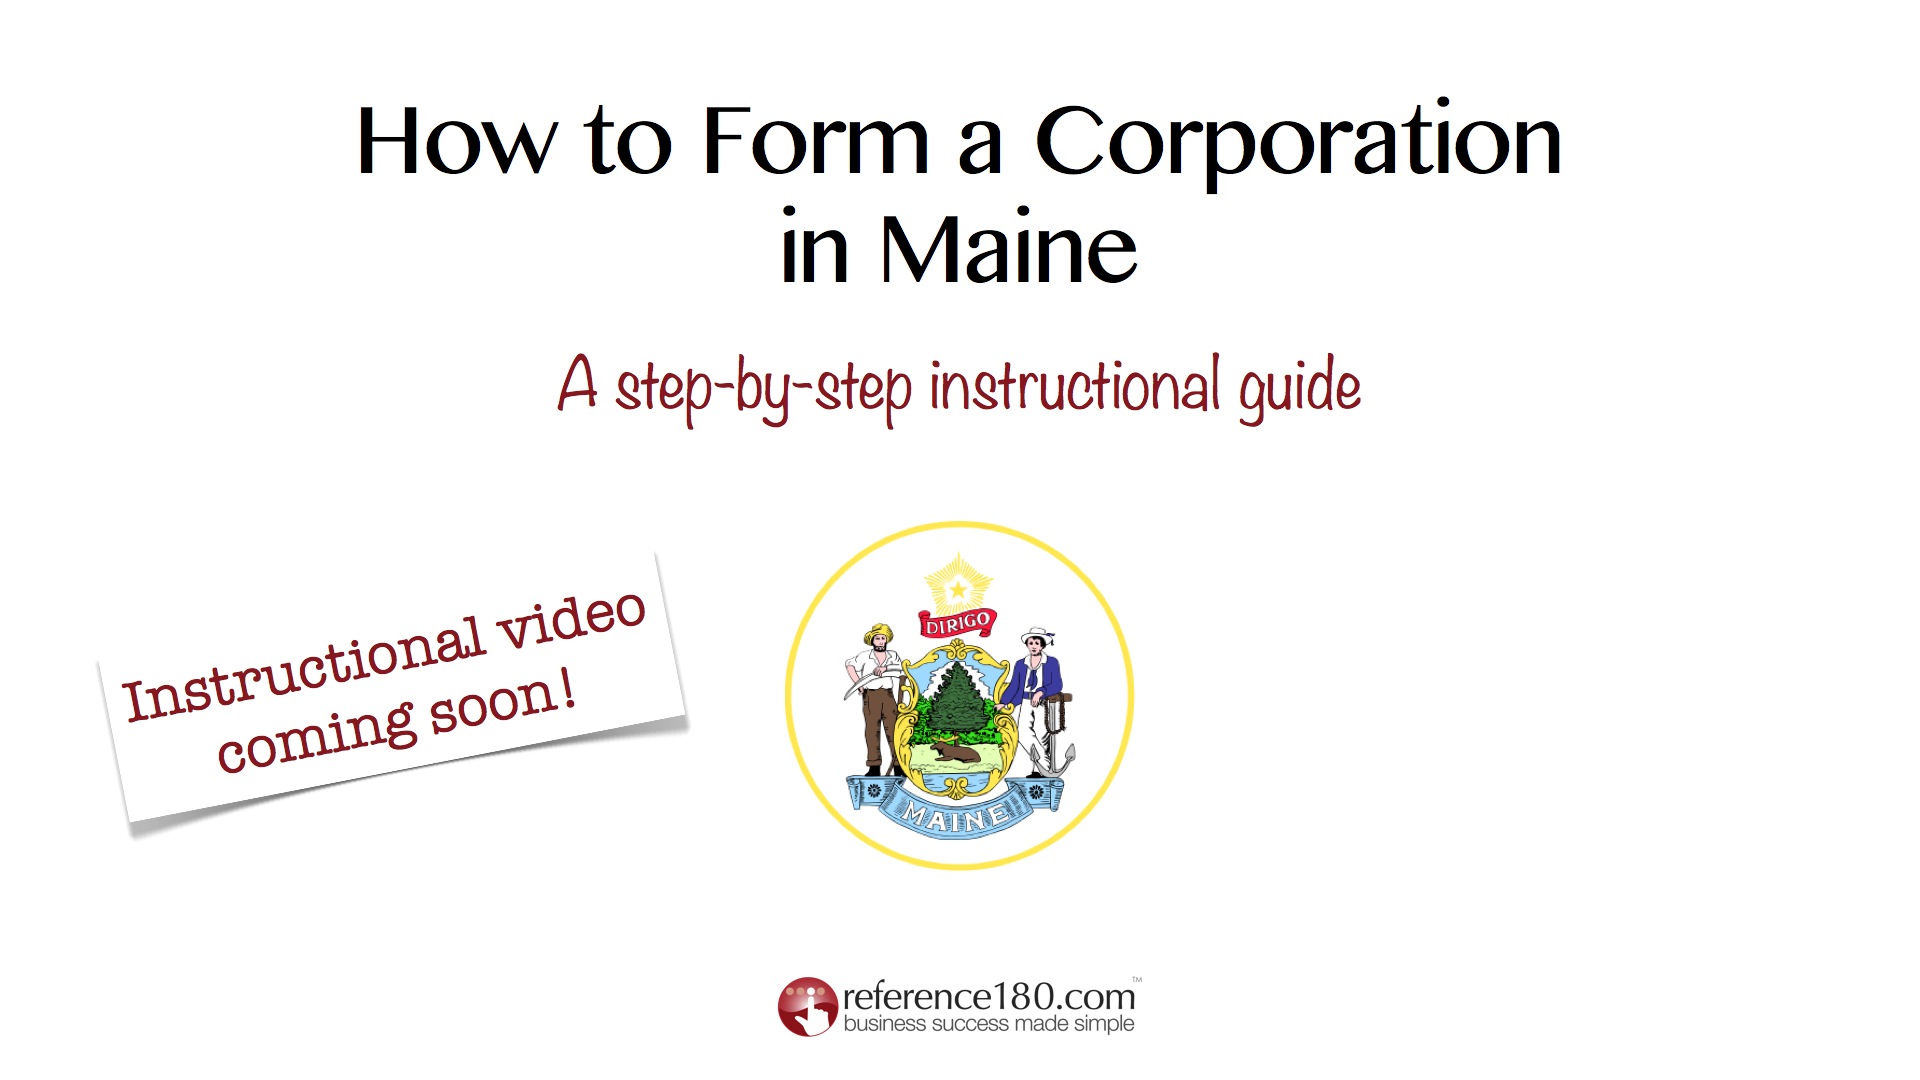 How to Form a Corporation
in Maine
A step-by-step instructional guide
Instructional video
coming soon!
DIRIGO
MAINE
reference180.com™
business success made simple